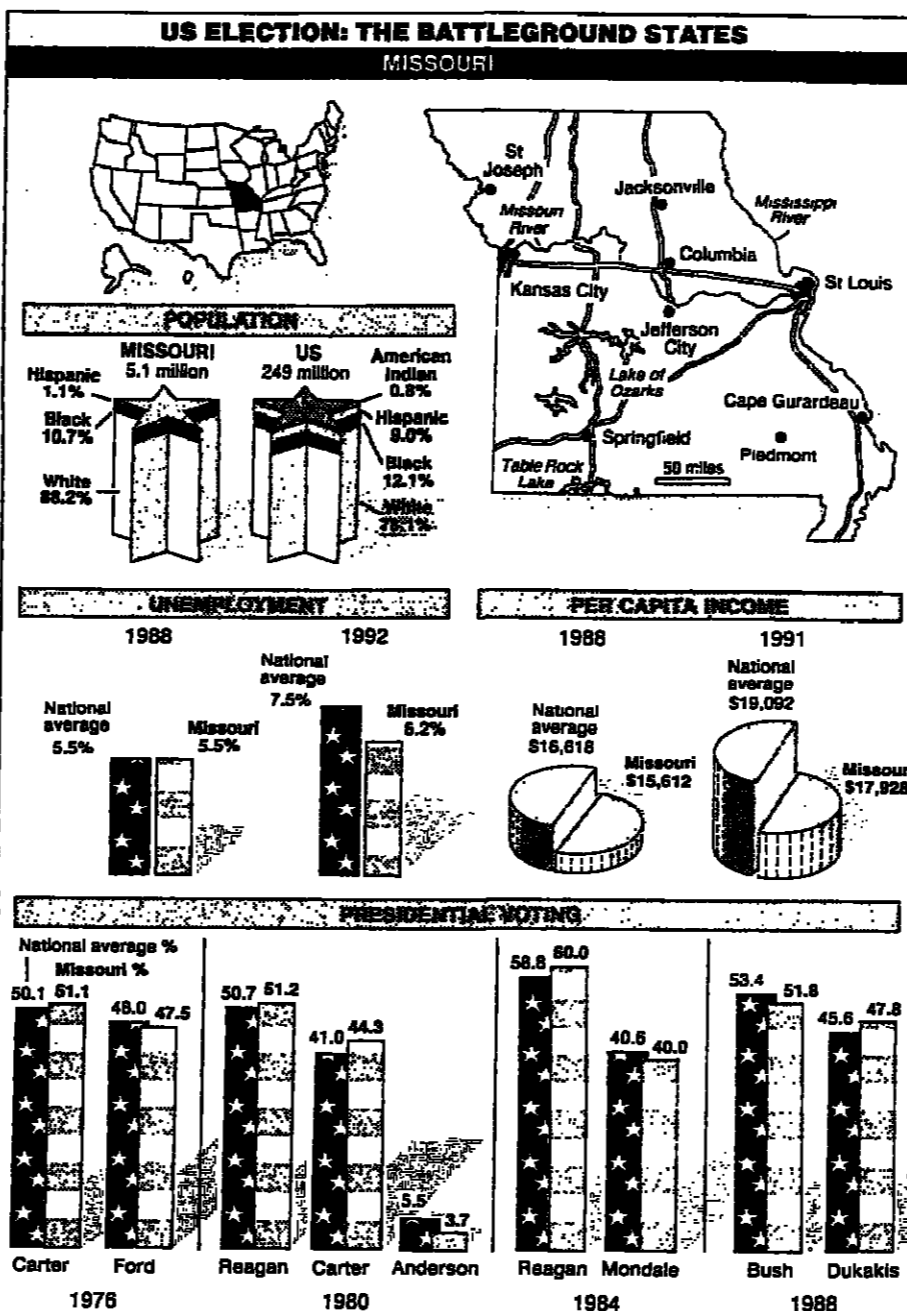 US ELECTION: THE BATTLEGROUND STATES
MISSOURI
St
Joseph
Jacksonville
Mississippi
River
Missouri
River
Columbia
St Louis
Kansas City
Jefferson
City
Lake of
Ozarks
Cape Gurardeau
Springfield
Piedmont
Table Rock
Lake
50 miles
POPULATION
MISSOURI
5.1 million
US
249 million
Hispanic
1.1%
Black
10.7%
White
88.2%
American
Indian
0.8%
Hispanic
9.0%
Black
12.1%
White
UNEMPLOYMENT
1988
1992
National
average
5.5%
Missouri
5.5%
National
average
7.5%
Missouri
PER CAPITA INCOME
1988
1991
National
average
$16,618
Missouri
$15,612
National
average
$19,092
Missouri
$17,928
PRESIDENTIAL VOTING
National average %
Missouri %
50.1 51.1
48.0 47.5
50.7 51.2
41.0 44.3
5.5 3.7
58.8 60.0
40.6 40.0
53.4 51.8
45.6 47.8
Carter Ford Reagan Carter Anderson Reagan Mondale Bush Dukakis
1976 1980 1984 1988